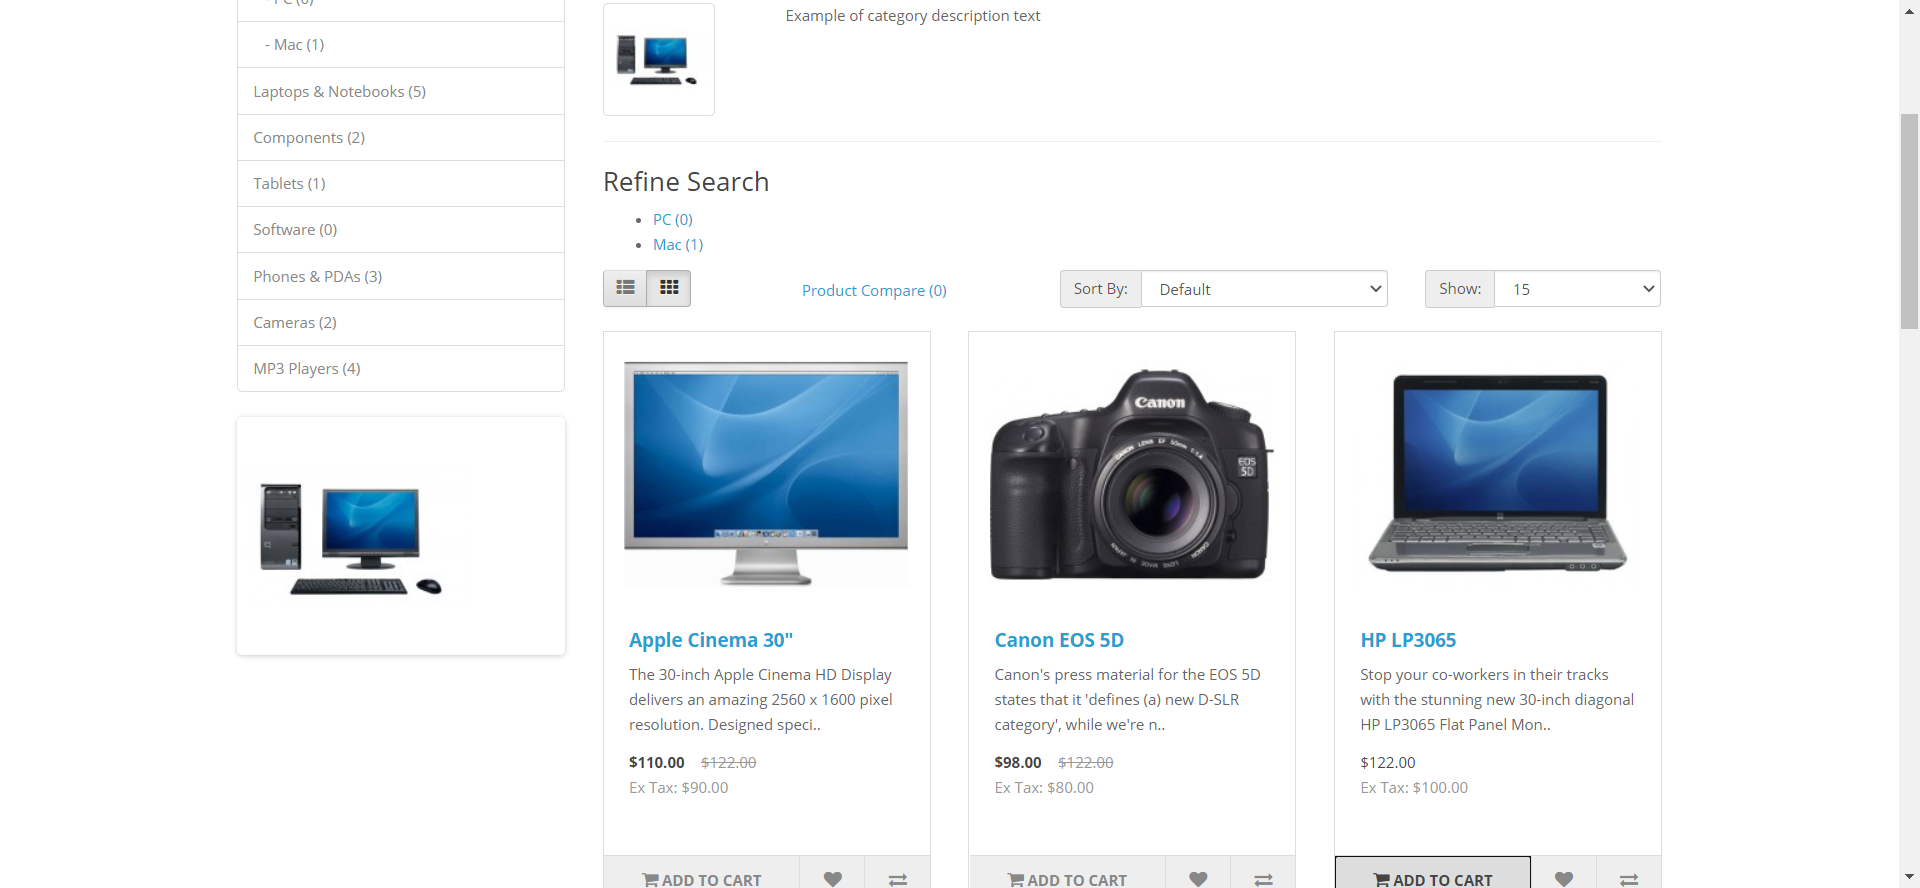 - PC (0)
- Mac (1)
Laptops & Notebooks (5)
Components (2)
Tablets (1)
Software (0)
Phones & PDAs (3)
Cameras (2)
MP3 Players (4)
Example of category description text
Refine Search
PC (0)
Mac (1)
Product Compare (0)
Sort By:
Default
Show:
15
Canon
CANON LENS EF 50mm 1:1.4
EOS
5D
Apple Cinema 30"
The 30-inch Apple Cinema HD Display
delivers an amazing 2560 x 1600 pixel
resolution. Designed speci..
$110.00 $122.00
Ex Tax: $90.00
ADD TO CART
Canon EOS 5D
Canon's press material for the EOS 5D
states that it 'defines (a) new D-SLR
category', while we're n..
$98.00 $122.00
Ex Tax: $80.00
ADD TO CART
HP LP3065
Stop your co-workers in their tracks
with the stunning new 30-inch diagonal
HP LP3065 Flat Panel Mon..
$122.00
Ex Tax: $100.00
ADD TO CART